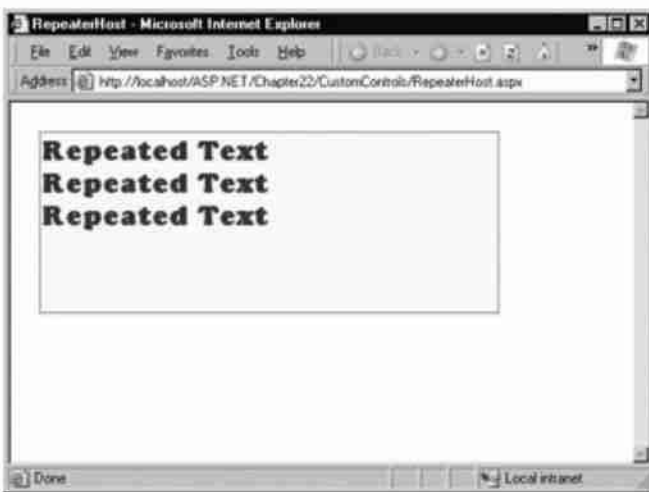 RepeaterHost - Microsoft Internet Explorer
File Edit View Favorites Tools Help Back »
Address http://localhost/ASP.NET/Chapter22/CustomControls/RepeaterHost.aspx
Repeated Text
Repeated Text
Repeated Text
Done Local intranet